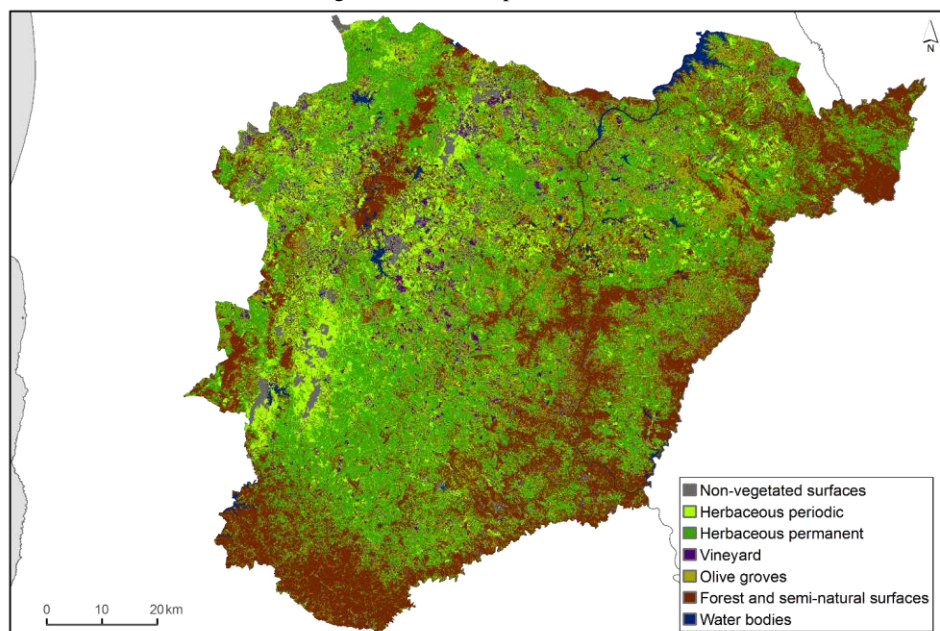 N
Non-vegetated surfaces
Herbaceous periodic
Herbaceous permanent
Vineyard
Olive groves
Forest and semi-natural surfaces
Water bodies
0 10 20 km